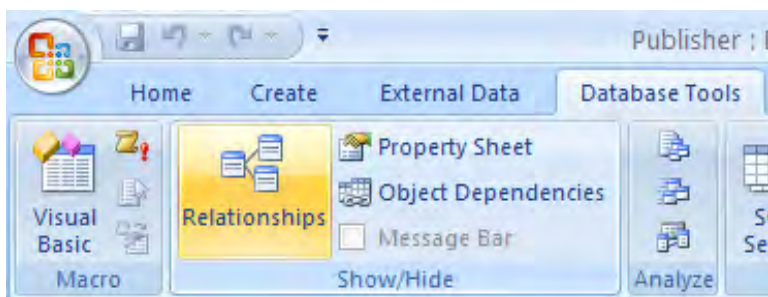 Publisher :
Home Create External Data Database Tools
Property Sheet
Object Dependencies
Message Bar
Visual Basic
Relationships
Macro Show/Hide Analyze